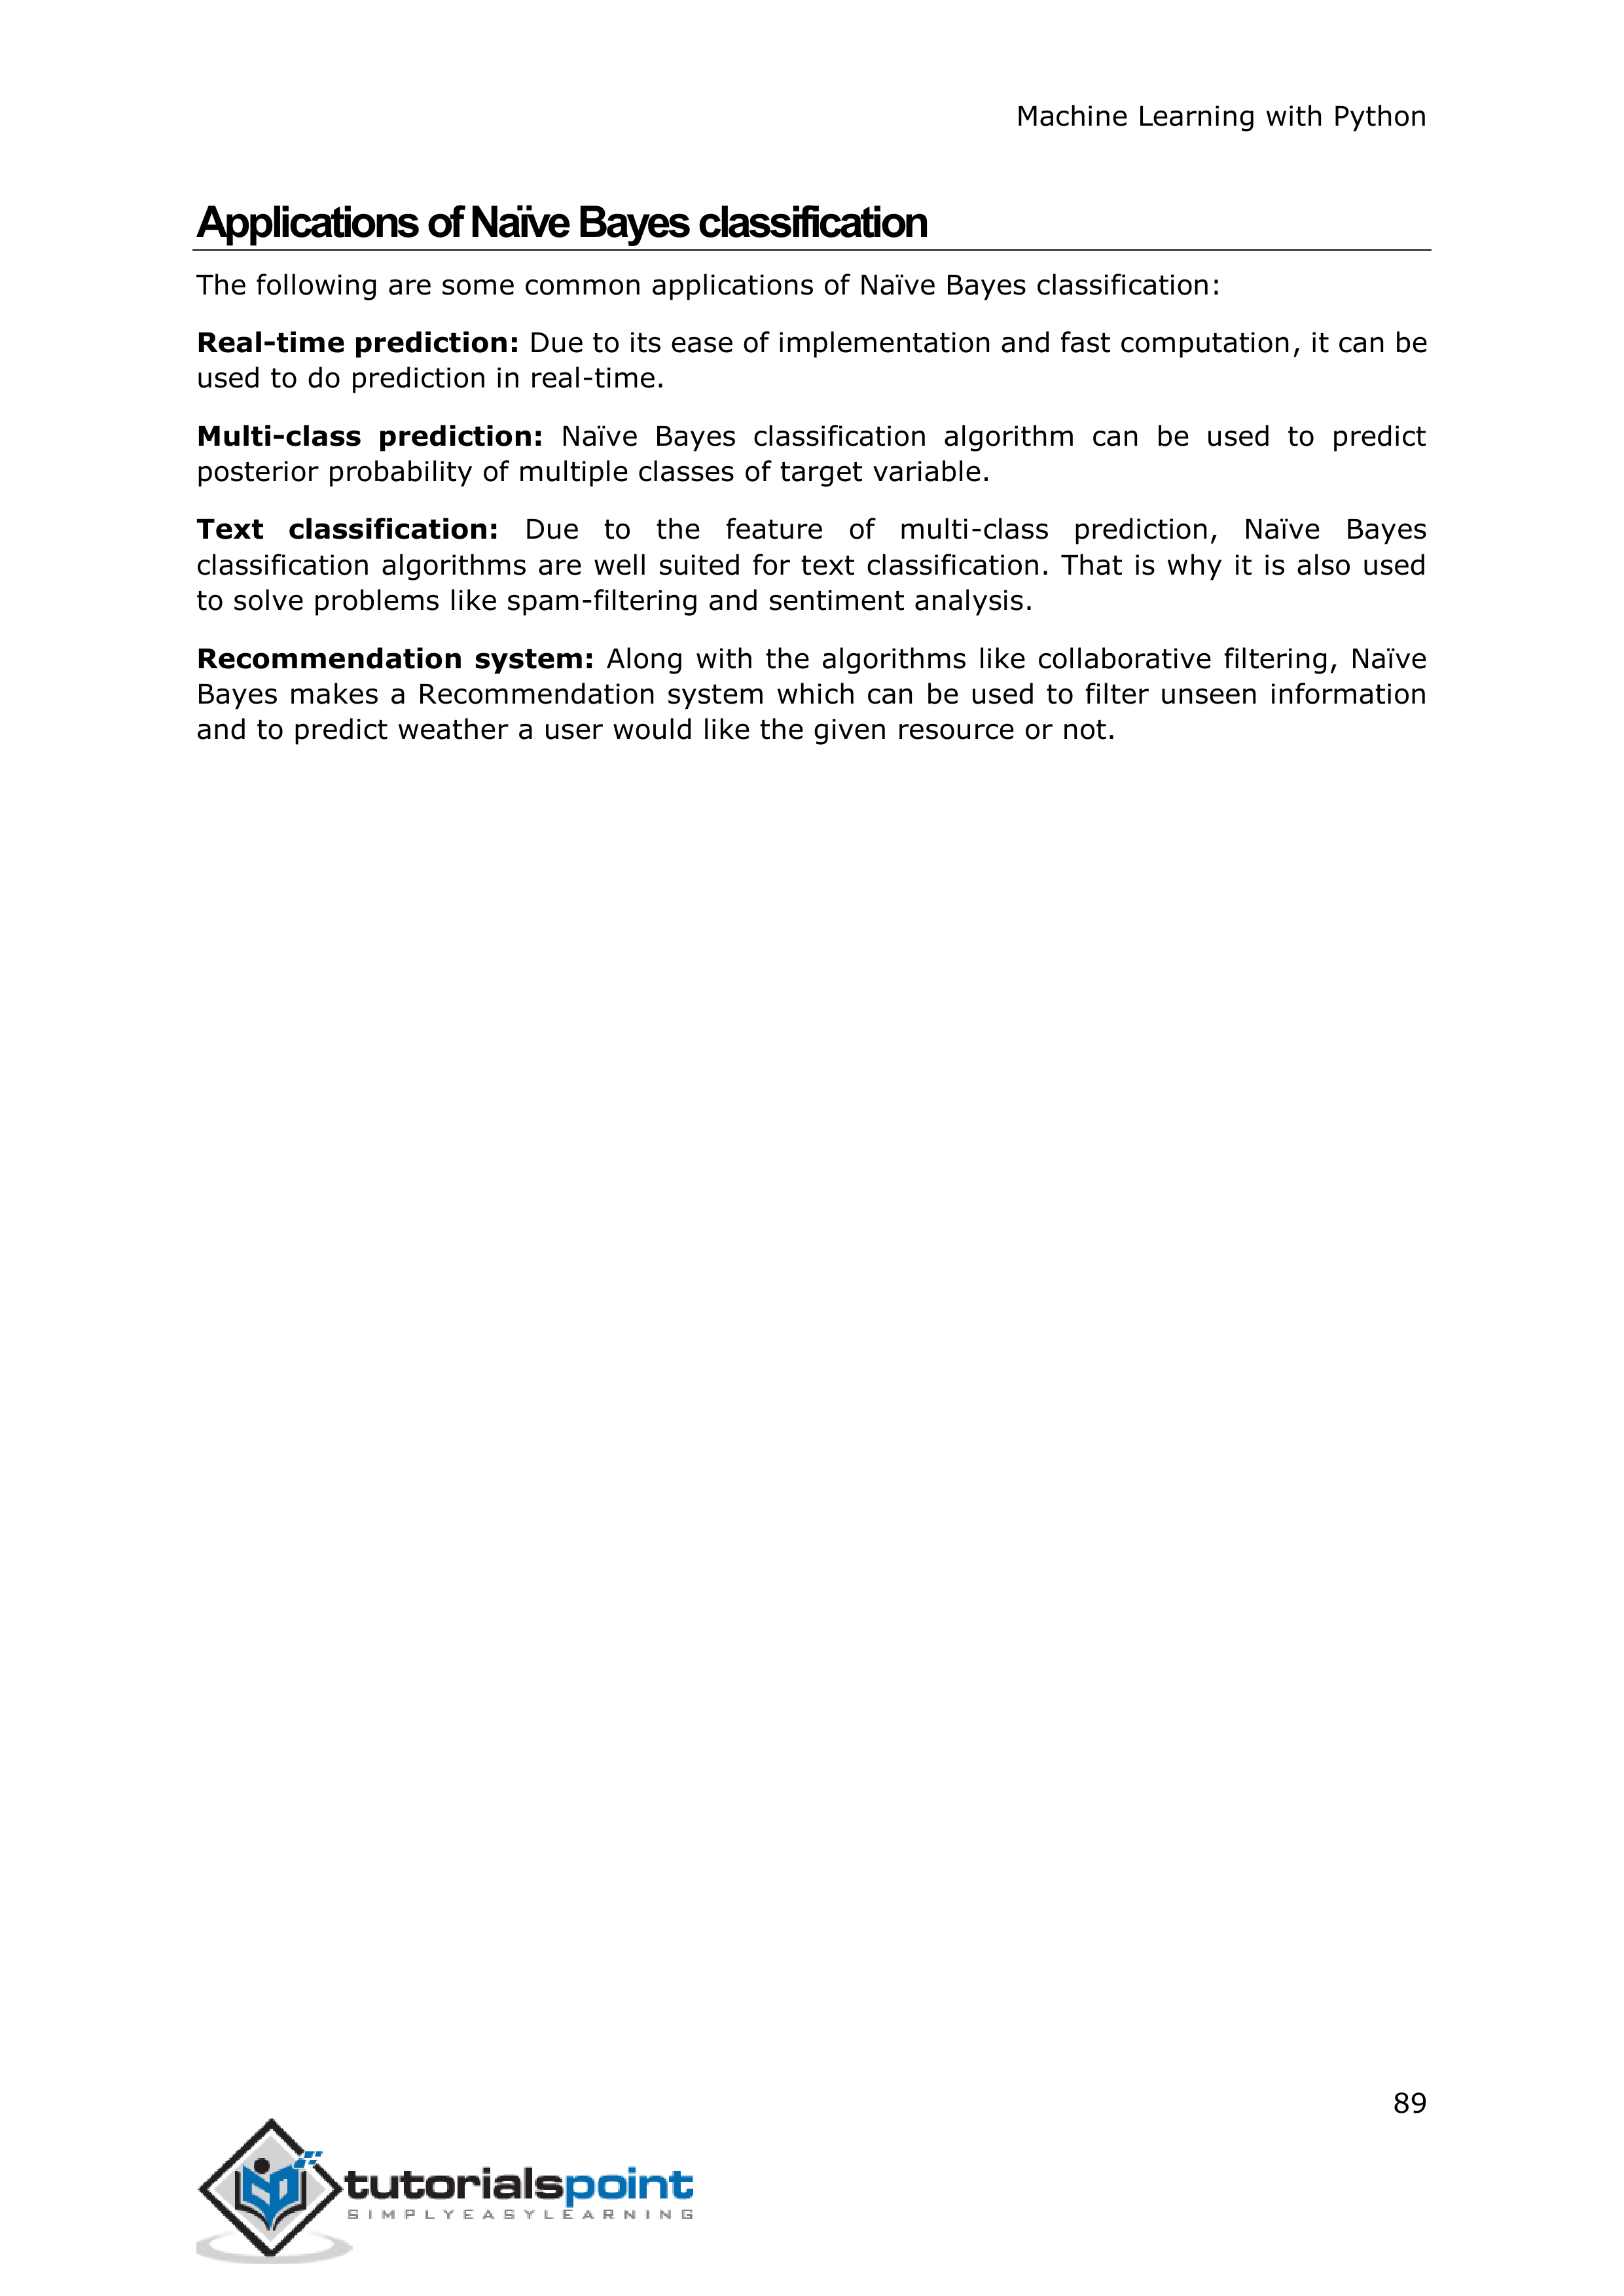 Machine Learning with Python
Applications of Naïve Bayes classification
The following are some common applications of Naïve Bayes classification:
Real-time prediction: Due to its ease of implementation and fast computation, it can be
used to do prediction in real-time.
Multi-class prediction: Naïve Bayes classification algorithm can be used to predict
posterior probability of multiple classes of target variable.
Text classification: Due to the feature of multi-class prediction, Naïve Bayes
classification algorithms are well suited for text classification. That is why it is also used
to solve problems like spam-filtering and sentiment analysis.
Recommendation system: Along with the algorithms like collaborative filtering, Naïve
Bayes makes a Recommendation system which can be used to filter unseen information
and to predict weather a user would like the given resource or not.
89
tutorialspoint
SIMPLYEASYLEARNING